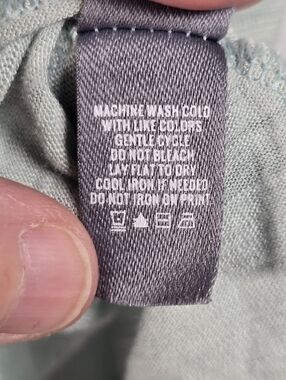 MACHINE WASH COLD
WITH LIKE COLORS
GENTLE CYCLE
DO NOT BLEACH
LAY FLAT TO DRY
COOL IRON IF NEEDED
DO NOT IRON ON PRINT